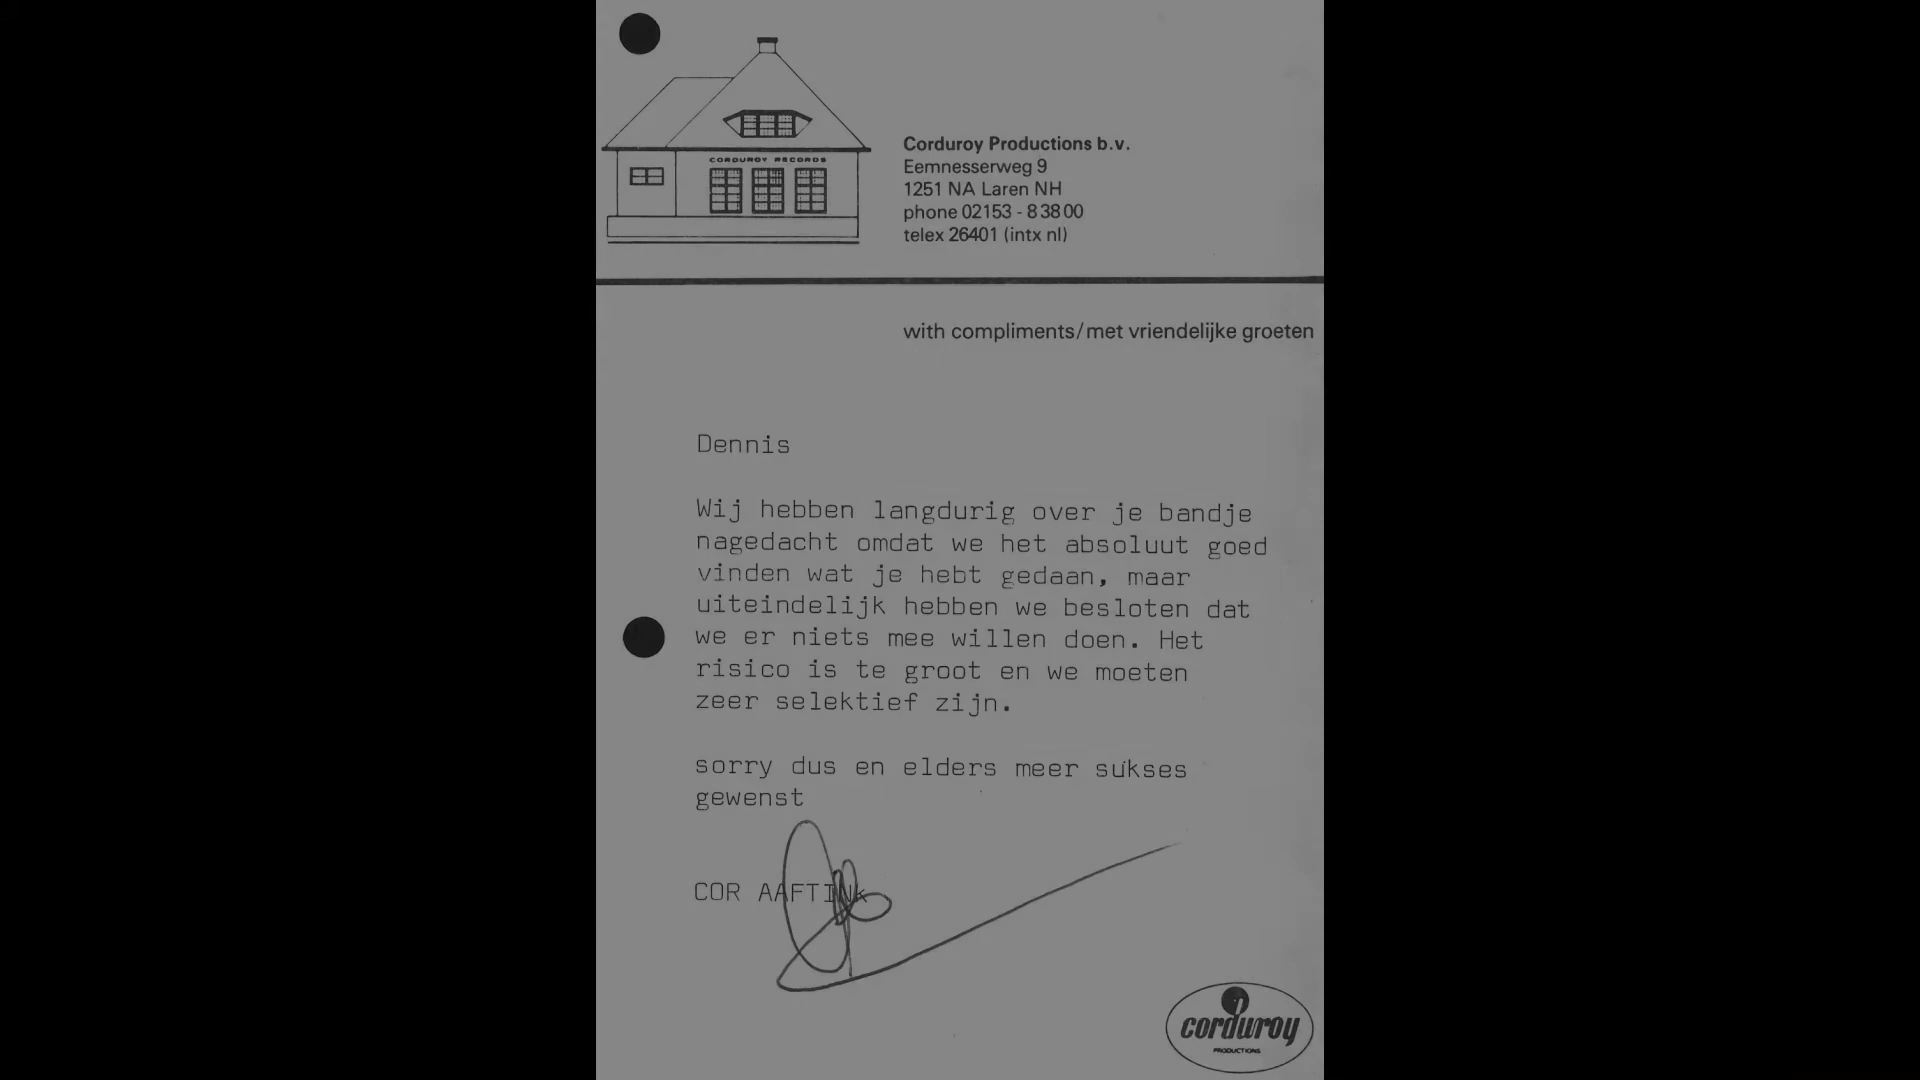 CORDUROY RECORDS
Corduroy Productions b.v.
Eemnesserweg 9
1251 NA Laren NH
phone 02153 - 8 38 00
telex 26401 (intx nl)
with compliments/met vriendelijke groeten
Dennis
Wij hebben langdurig over je bandje
nagedacht omdat we het absoluut goed
vinden wat je hebt gedaan, maar
uiteindelijk hebben we besloten dat
we er niets mee willen doen. Het
risico is te groot en we moeten
zeer selektief zijn.
sorry dus en elders meer sukses
gewenst
COR AAFTINK
corduroy
PRODUCTIONS